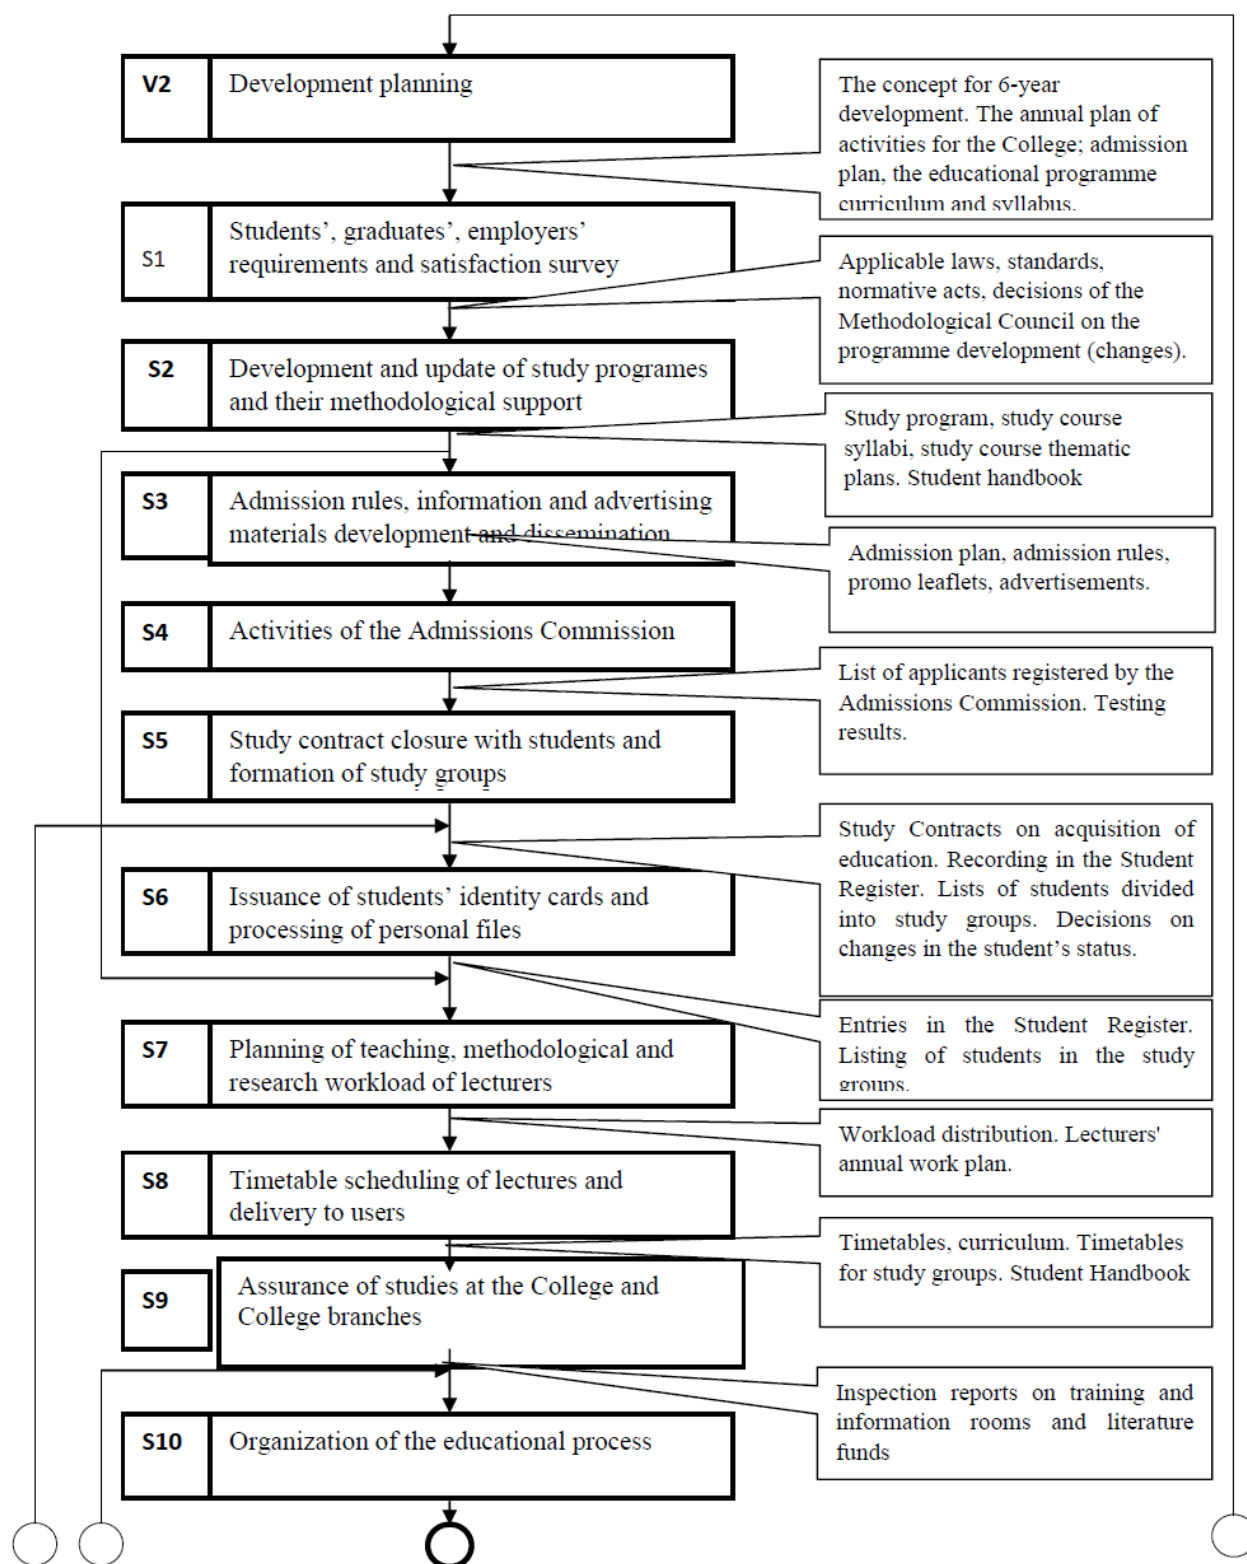 V2
Development planning
The concept for 6-year
development. The annual plan of
activities for the College; admission
plan, the educational programme
curriculum and syllabus.
S1
Students’, graduates’, employers’
requirements and satisfaction survey
Applicable laws, standards,
normative acts, decisions of the
Methodological Council on the
programme development (changes).
S2
Development and update of study programes
and their methodological support
Study program, study course
syllabi, study course thematic
plans. Student handbook
S3
Admission rules, information and advertising
materials development and dissemination
Admission plan, admission rules,
promo leaflets, advertisements.
S4
Activities of the Admissions Commission
List of applicants registered by the
Admissions Commission. Testing
results.
S5
Study contract closure with students and
formation of study groups
Study Contracts on acquisition of
education. Recording in the Student
Register. Lists of students divided
into study groups. Decisions on
changes in the student’s status.
S6
Issuance of students’ identity cards and
processing of personal files
Entries in the Student Register.
Listing of students in the study
groups.
S7
Planning of teaching, methodological and
research workload of lecturers
Workload distribution. Lecturers'
annual work plan.
S8
Timetable scheduling of lectures and
delivery to users
Timetables, curriculum. Timetables
for study groups. Student Handbook
S9
Assurance of studies at the College and
College branches
Inspection reports on training and
information rooms and literature
funds
S10
Organization of the educational process